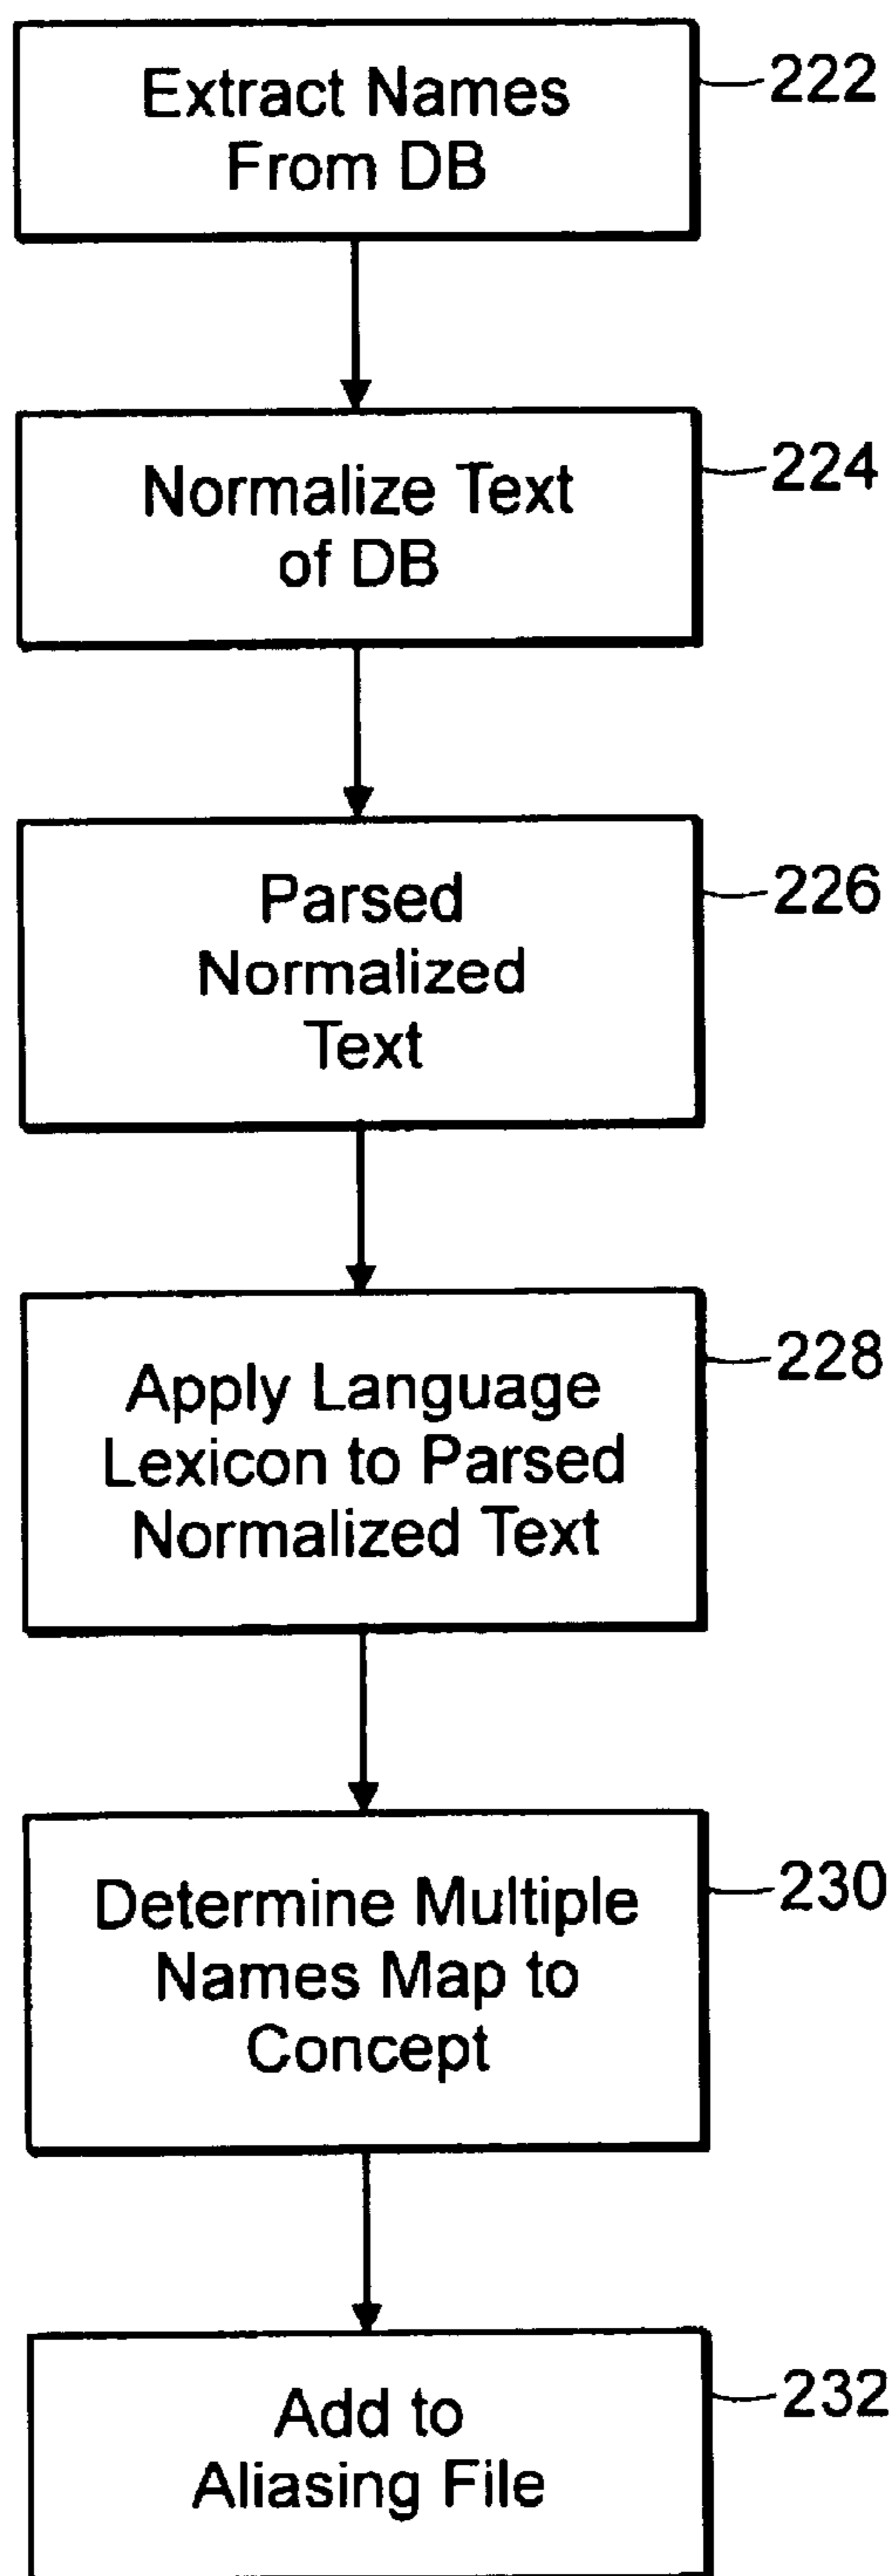 Extract Names
From DB
222
Normalize Text
of DB
224
Parsed
Normalized
Text
226
Apply Language
Lexicon to Parsed
Normalized Text
228
Determine Multiple
Names Map to
Concept
230
Add to
Aliasing File
232